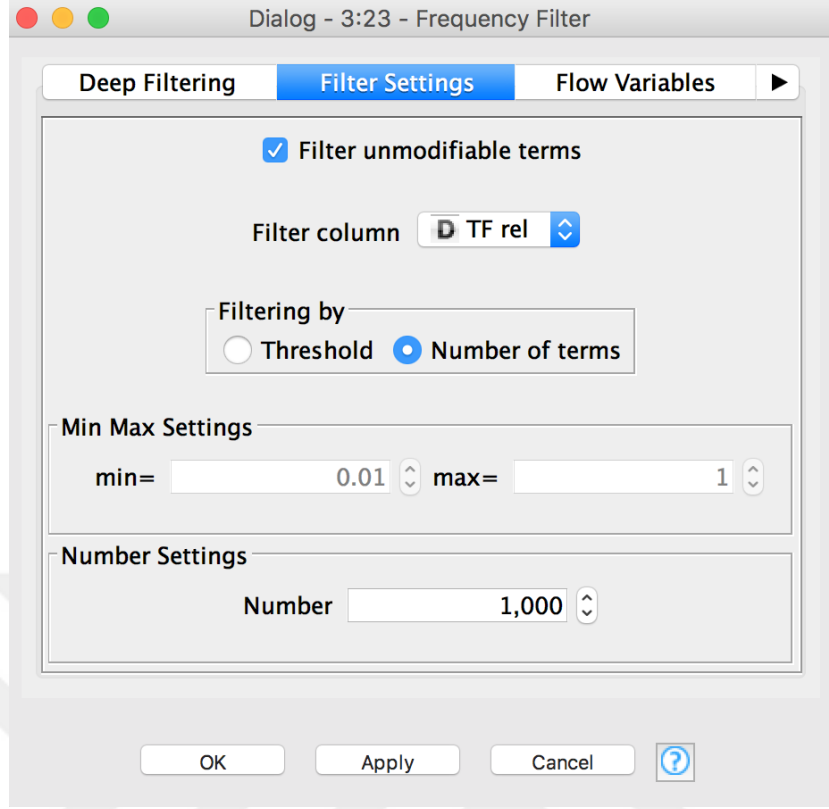 Dialog - 3:23 - Frequency Filter
Deep Filtering Filter Settings Flow Variables
Filter unmodifiable terms
Filter column D TF rel
Filtering by
Threshold Number of terms
Min Max Settings
min= 0.01 max= 1
Number Settings
Number 1,000
OK Apply Cancel ?